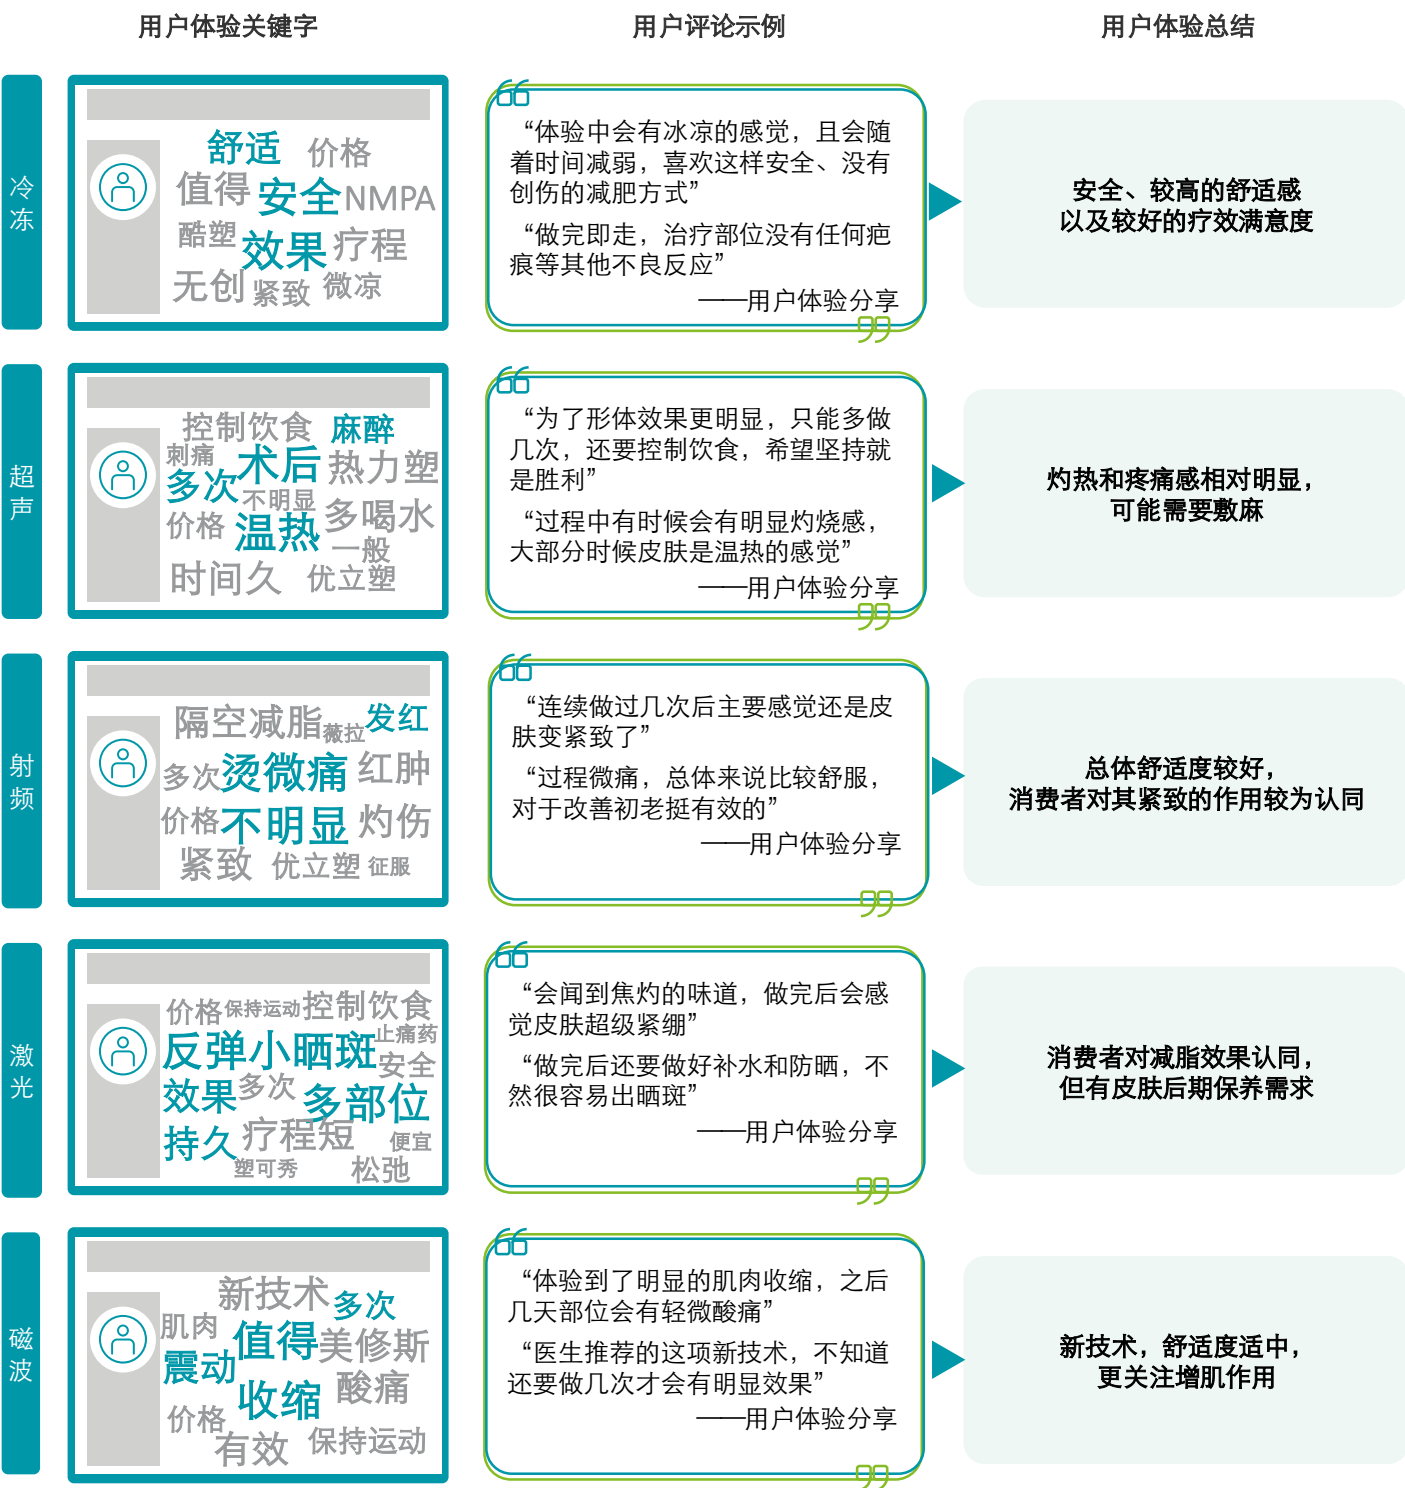 用户体验关键字
用户评论示例
用户体验总结
冷冻
舒适 价格
值得 安全 NMPA
酷塑 效果 疗程
无创 紧致 微凉
“体验中会有冰凉的感觉，且会随
着时间减弱，喜欢这样安全、没有
创伤的减肥方式”
“做完即走，治疗部位没有任何疤
痕等其他不良反应”
——用户体验分享
安全、较高的舒适感
以及较好的疗效满意度
超声
控制饮食 麻醉
刺痛 术后 热力塑
多次 不明显 多喝水
价格 温热 一般
时间久 优立塑
“为了形体效果更明显，只能多做
几次，还要控制饮食，希望坚持就
是胜利”
“过程中有时候会有明显灼烧感，
大部分时候皮肤是温热的感觉”
——用户体验分享
灼热和疼痛感相对明显，
可能需要敷麻
射频
隔空减脂 薇拉 发红
多次 烫微痛 红肿
价格 不明显 灼伤
紧致 优立塑 征服
“连续做过几次后主要感觉还是皮
肤变紧致了”
“过程微痛，总体来说比较舒服，
对于改善初老挺有效的”
——用户体验分享
总体舒适度较好，
消费者对其紧致的作用较为认同
激光
价格 保持运动 控制饮食
反弹小晒斑 止痛药
安全
效果 多次 多部位
持久 疗程短 便宜
塑可秀 松弛
“会闻到焦灼的味道，做完后会感
觉皮肤超级紧绷”
“做完后还要做好补水和防晒，不
然很容易出晒斑”
——用户体验分享
消费者对减脂效果认同，
但有皮肤后期保养需求
磁波
新技术 多次
肌肉 值得 美修斯
震动 收缩 酸痛
价格 有效 保持运动
“体验到了明显的肌肉收缩，之后
几天部位会有轻微酸痛”
“医生推荐的这项新技术，不知道
还要做几次才会有明显效果”
——用户体验分享
新技术，舒适度适中，
更关注增肌作用